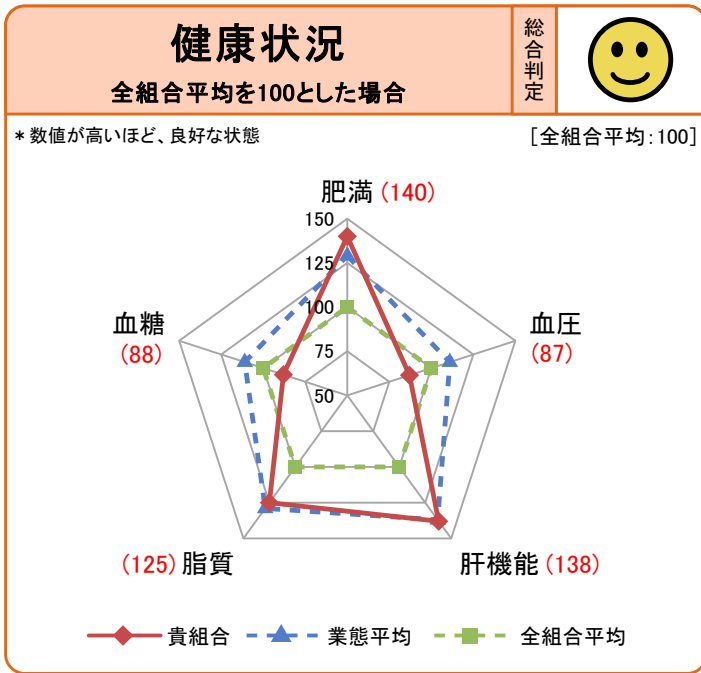 健康状況
全組合平均を100とした場合
総合判定
*数値が高いほど、良好な状態
[全組合平均:100]
肥満(140)
150
125
100
75
50
血糖
(88)
血圧
(87)
(125)脂質
肝機能(138)
貴組合
業態平均
全組合平均